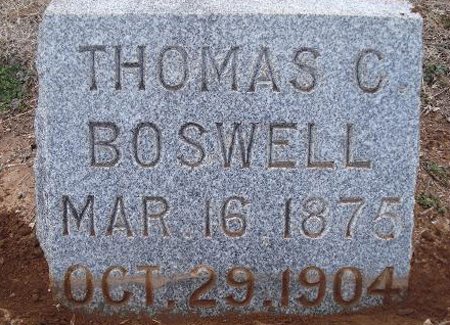 THOMAS C
BOSWELL
MAR. 16, 1875
OCT. 29, 1904